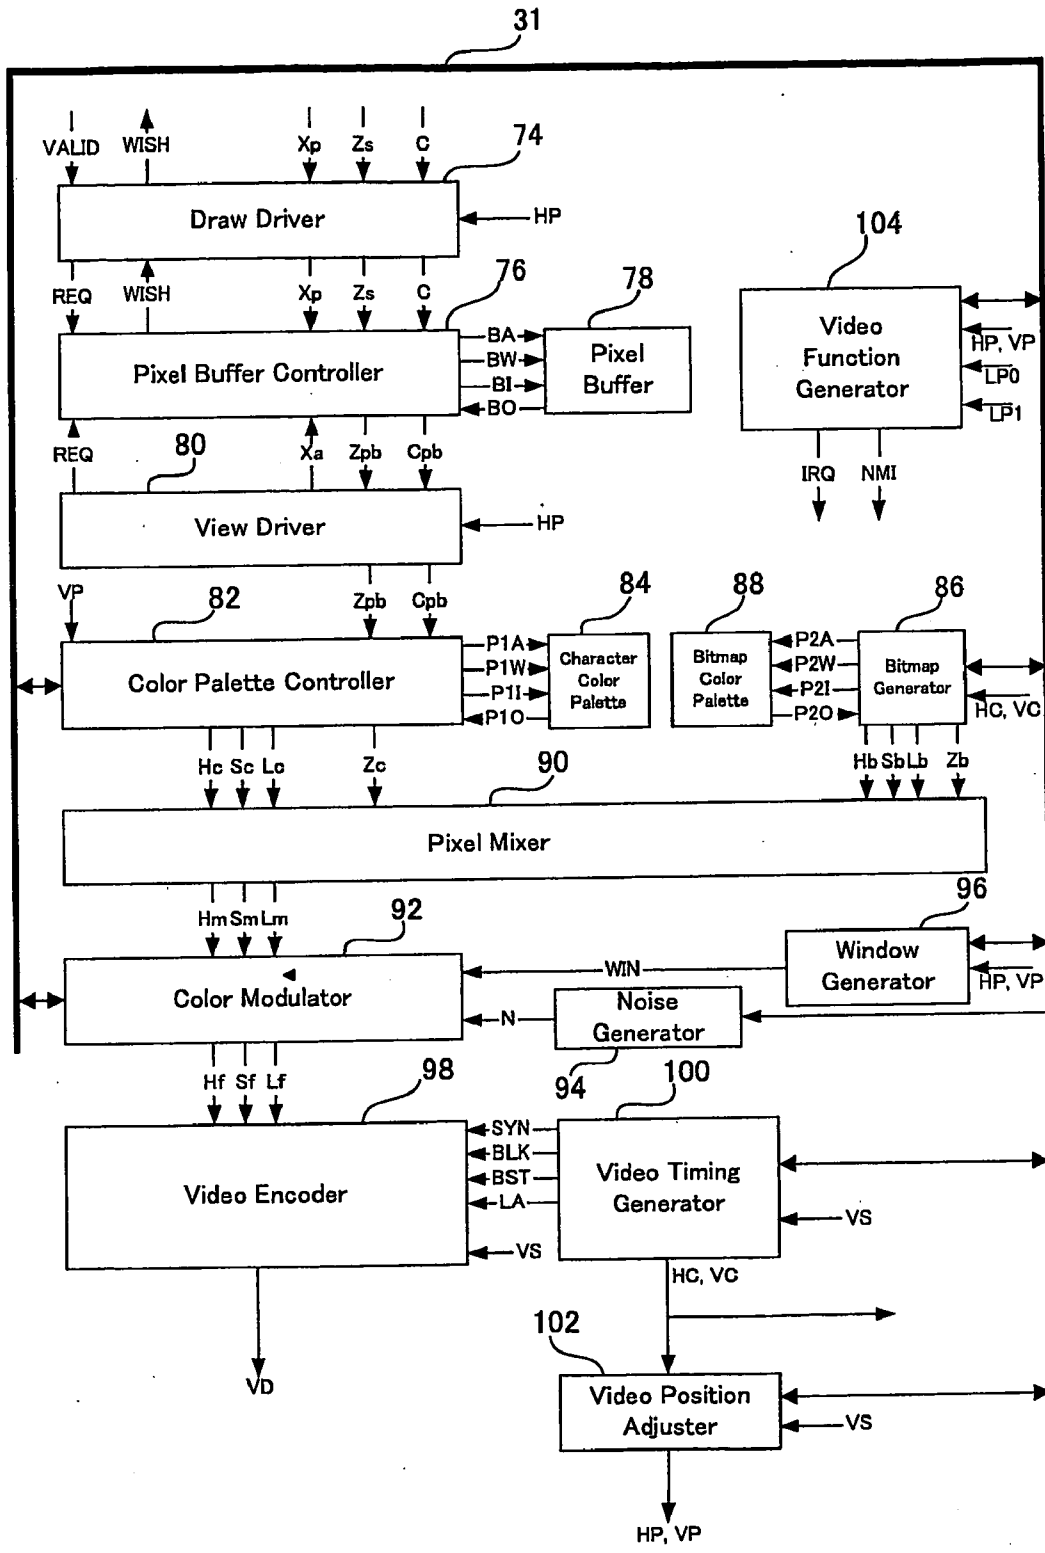 31
VALID WISH Xp Zs C 74
Draw Driver
HP
104
REQ WISH Xp Zs C 76 78
Pixel Buffer Controller
BA
BW
BI
BO
Pixel
Buffer
Video
Function
Generator
HP, VP
LP0
LP1
REQ 80 Xa Zpb Cpb
IRQ NMI
View Driver
HP
VP 82 Zpb Cpb 84 88 86
Color Palette Controller
P1A
P1W
P1I
P1O
Character
Color
Palette
Bitmap
Color
Palette
P2A
P2W
P2I
P2O
Bitmap
Generator
HC, VC
Hc Sc Lc Zc 90 Hb Sb Lb Zb
Pixel Mixer
Hm Sm Lm 92 96
Color Modulator
WIN
Window
Generator
HP, VP
N
Noise
Generator
94
Hf Sf Lf 98 100
Video Encoder
SYN
BLK
BST
LA
VS
Video Timing
Generator
VS
HC, VC
VD
102
Video Position
Adjuster
VS
HP, VP